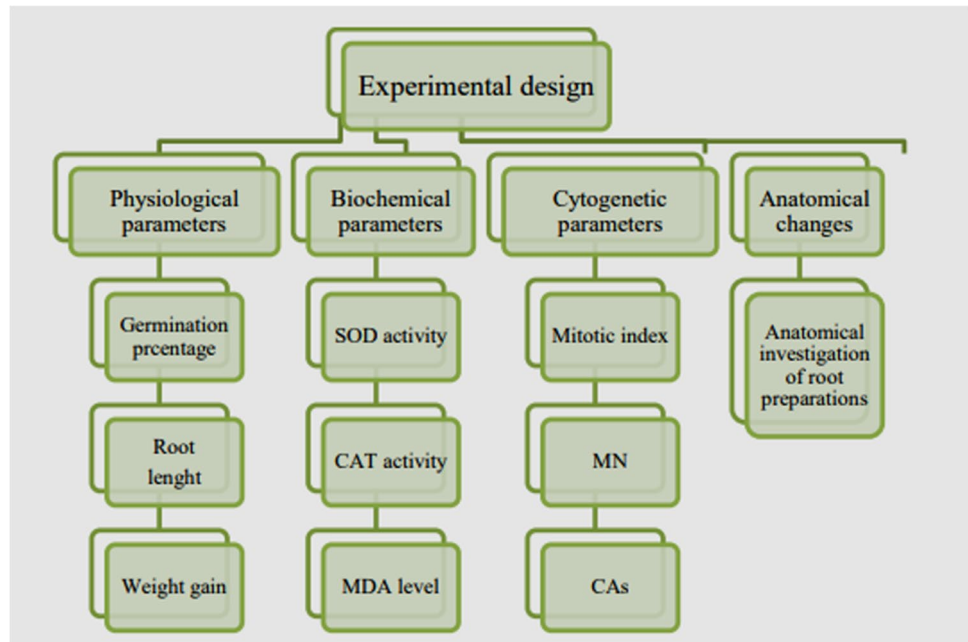 Experimental design
Physiological
parameters
Biochemical
parameters
Cytogenetic
parameters
Anatomical
changes
Germination
prcentage
SOD activity
Mitotic index
Anatomical
investigation
of root
preparations
Root
lenght
CAT activity
MN
Weight gain
MDA level
CAs